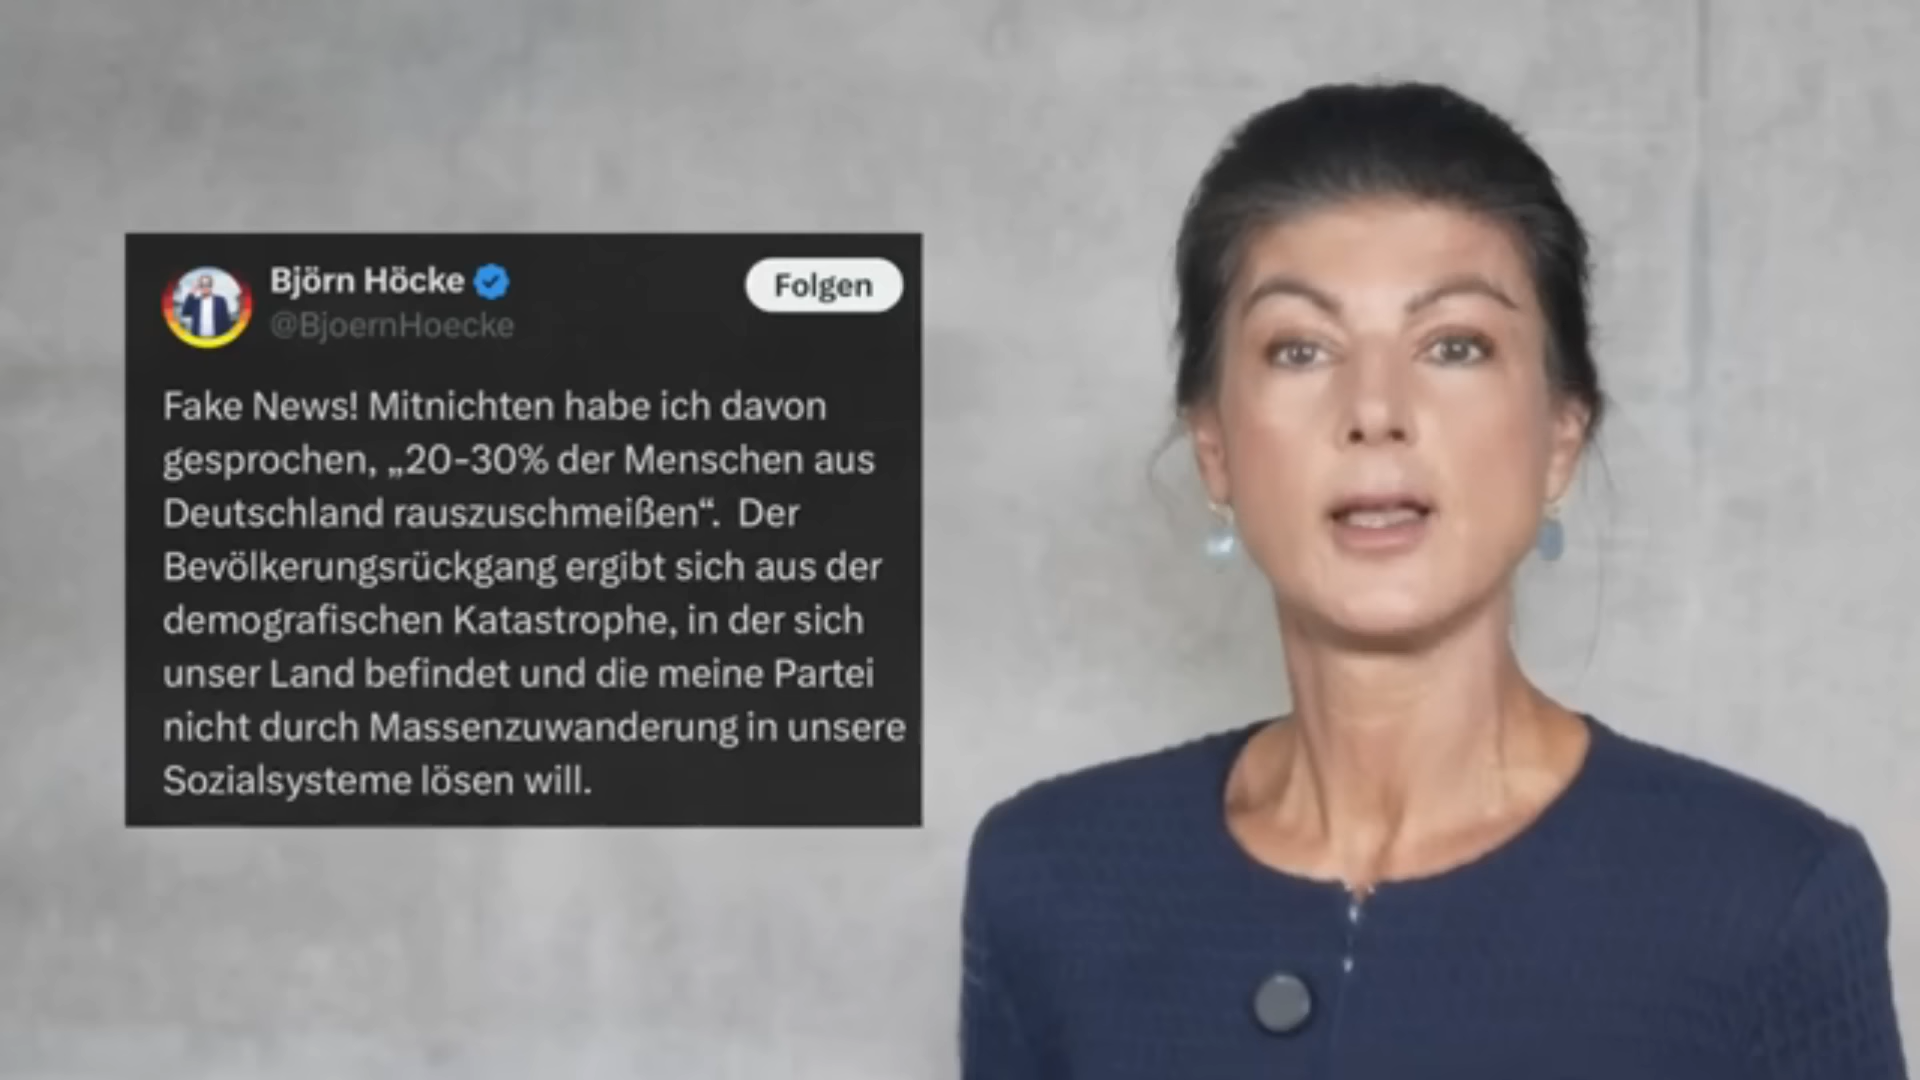 Björn Höcke
Folgen
@BjoernHoecke
Fake News! Mitnichten habe ich davon
gesprochen, „20-30% der Menschen aus
Deutschland rauszuschmeißen“. Der
Bevölkerungsrückgang ergibt sich aus der
demografischen Katastrophe, in der sich
unser Land befindet und die meine Partei
nicht durch Massenzuwanderung in unsere
Sozialsysteme lösen will.